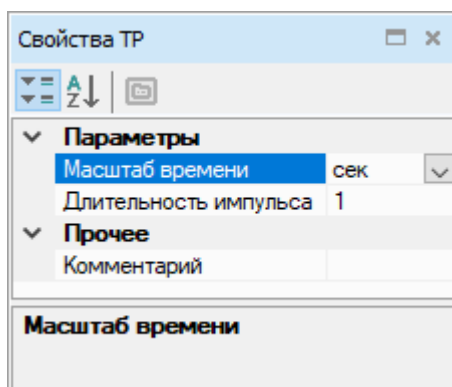 Свойства TP
Параметры
Масштаб времени сек
Длительность импульса 1
Прочее
Комментарий
Масштаб времени